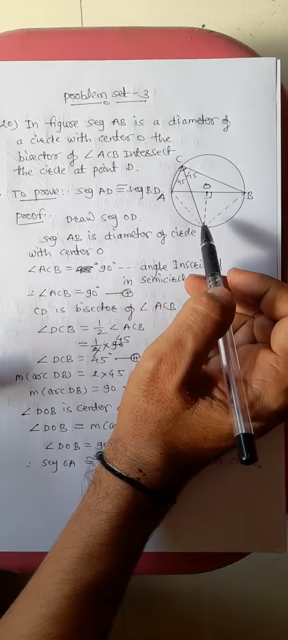 problem set-3
20) In figure seg AB is a diameter of
a circle with center O the
bisector of ∠ACB Intersect
the circle at point D.
To prove: seg AD ≅ seg BD
Proof: Draw seg OD.
seg AB is diameter of circle
with center O
∠ACB = 90° --- angle Inscri
in semicircle
∴ ∠ACB = 90° — I
CD is bisector of ∠ ACB
∠DCB = 1/2 ∠ACB
= 1/2 × 90 45
∠DCB = 45°
m(arc DB) = 2 × 45
m(arc DB) = 90
∠DOB is center
∠DOB = m(a
∠DOB = 90
∴ seg OA
C
45 45
A
O
B